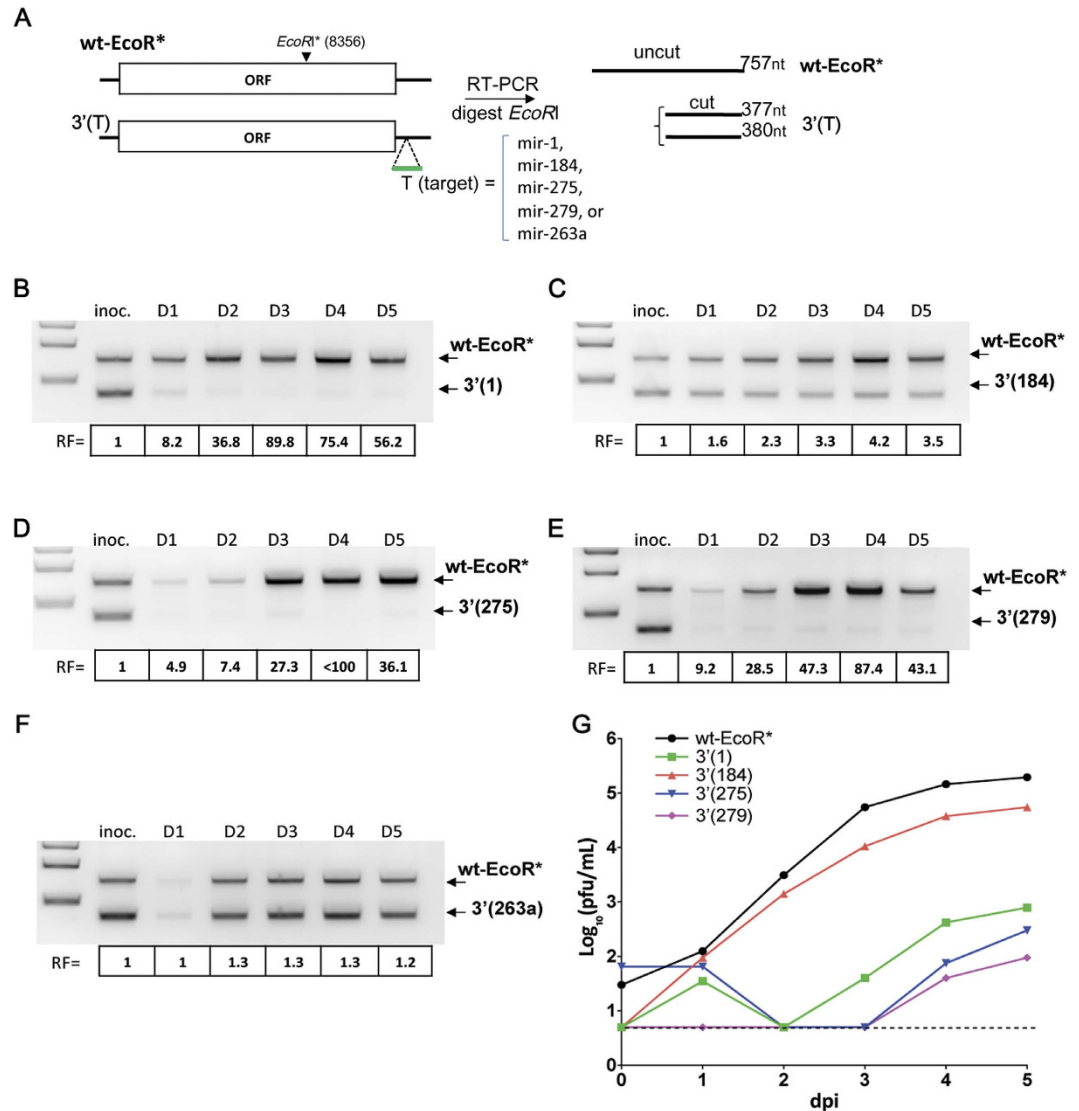 A
wt-EcoR*
EcoRI* (8356)
ORF
3'(T)
ORF
T (target) =
RT-PCR
digest EcoRI
mir-1,
mir-184,
mir-275,
mir-279, or
mir-263a
uncut
757nt
wt-EcoR*
cut
377nt
380nt
3'(T)
B
inoc. D1 D2 D3 D4 D5
wt-EcoR*
3'(1)
RF= 1 8.2 36.8 89.8 75.4 56.2
C
inoc. D1 D2 D3 D4 D5
wt-EcoR*
3'(184)
RF= 1 1.6 2.3 3.3 4.2 3.5
D
inoc. D1 D2 D3 D4 D5
wt-EcoR*
3'(275)
RF= 1 4.9 7.4 27.3 <100 36.1
E
inoc. D1 D2 D3 D4 D5
wt-EcoR*
3'(279)
RF= 1 9.2 28.5 47.3 87.4 43.1
F
inoc. D1 D2 D3 D4 D5
wt-EcoR*
3'(263a)
RF= 1 1 1.3 1.3 1.3 1.2
G
wt-EcoR*
3'(1)
3'(184)
3'(275)
3'(279)
Log10(pfu/mL)
6
5
4
3
2
1
0
0 1 2 3 4 5
dpi